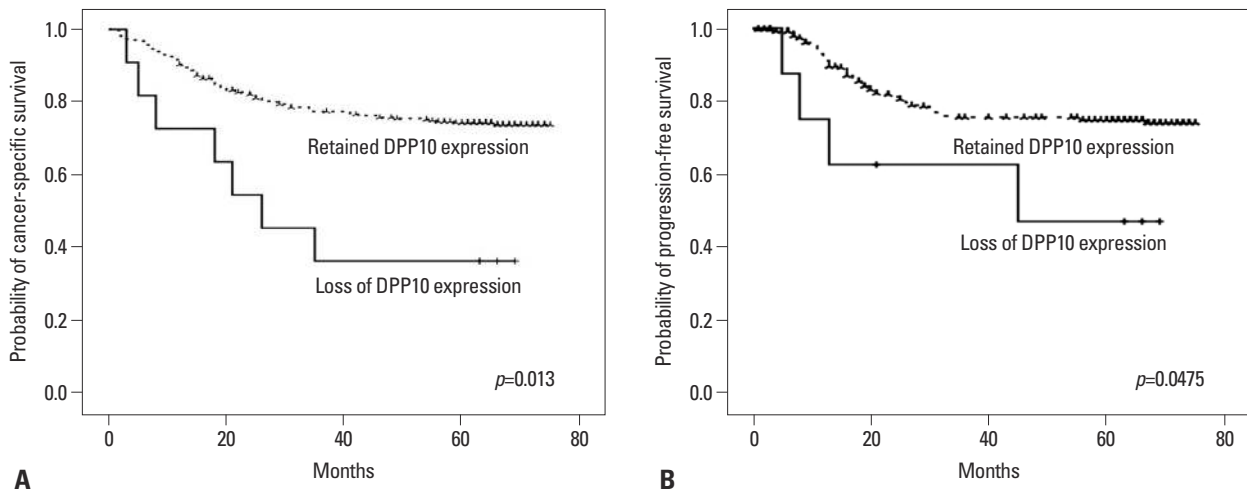 Probability of cancer-specific survival
1.0
0.8
0.6
0.4
0.2
0.0
Retained DPP10 expression
Loss of DPP10 expression
p=0.013
0 20 40 60 80
Months
A
Probability of progression-free survival
1.0
0.8
0.6
0.4
0.2
0.0
Retained DPP10 expression
Loss of DPP10 expression
p=0.0475
0 20 40 60 80
Months
B